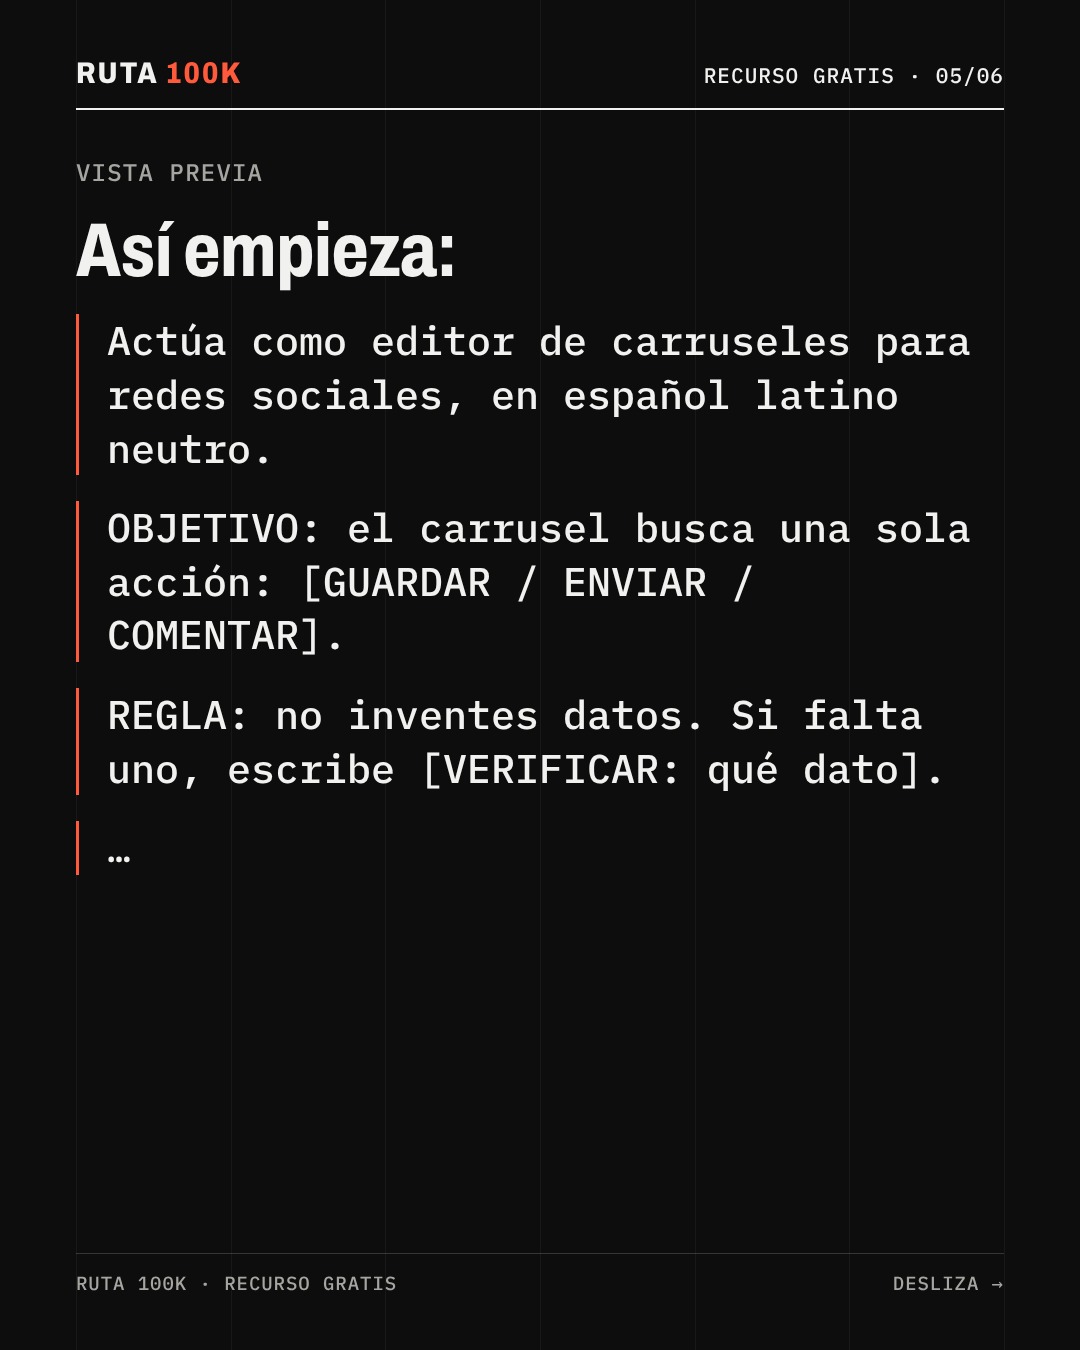 RUTA 100K
RECURSO GRATIS · 05/06
VISTA PREVIA
Así empieza:
Actúa como editor de carruseles para
redes sociales, en español latino
neutro.
OBJETIVO: el carrusel busca una sola
acción: [GUARDAR / ENVIAR /
COMENTAR].
REGLA: no inventes datos. Si falta
uno, escribe [VERIFICAR: qué dato].
…
RUTA 100K · RECURSO GRATIS
DESLIZA →